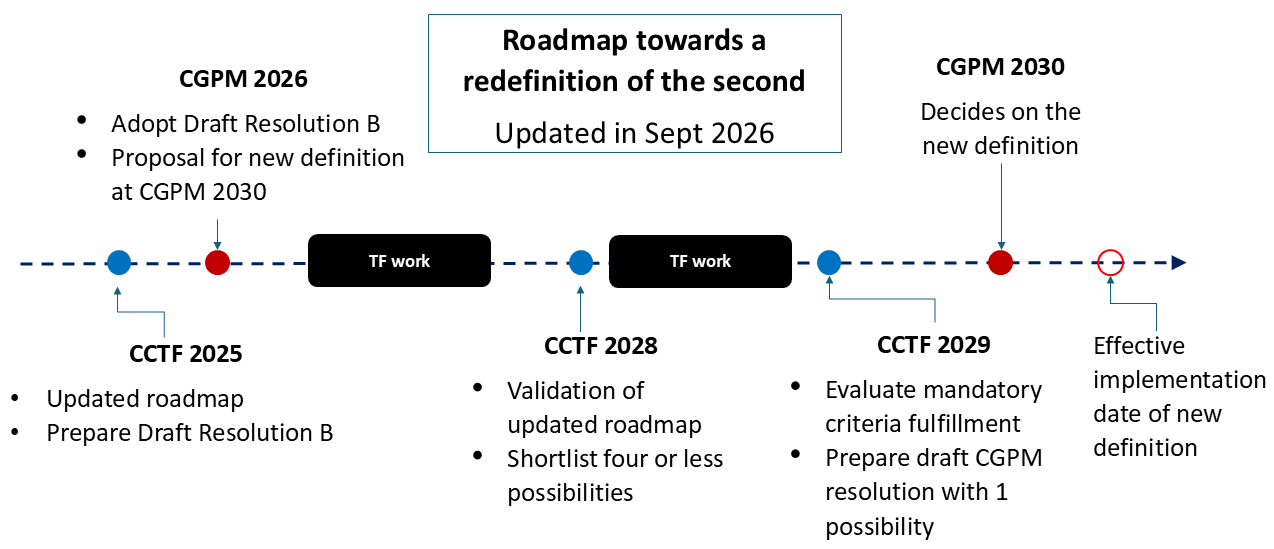 Roadmap towards a
redefinition of the second
Updated in Sept 2026
CGPM 2026
• Adopt Draft Resolution B
• Proposal for new definition
at CGPM 2030
CGPM 2030
Decides on the
new definition
TF work
TF work
CCTF 2025
• Updated roadmap
• Prepare Draft Resolution B
CCTF 2028
• Validation of
updated roadmap
• Shortlist four or less
possibilities
CCTF 2029
• Evaluate mandatory
criteria fulfillment
• Prepare draft CGPM
resolution with 1
possibility
Effective
implementation
date of new
definition